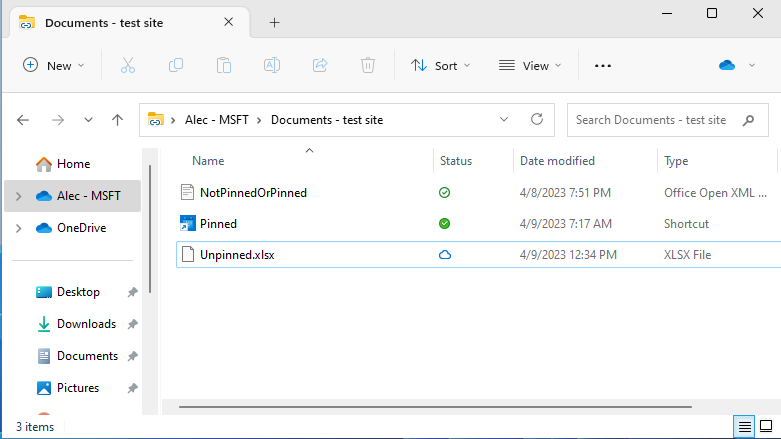 Documents - test site
New
Sort
View
Alec - MSFT > Documents - test site
Search Documents - test site
Home
Alec - MSFT
OneDrive
Desktop
Downloads
Documents
Pictures
Name Status Date modified Type
NotPinnedOrPinned 4/8/2023 7:51 PM Office Open XML ...
Pinned 4/9/2023 7:17 AM Shortcut
Unpinned.xlsx 4/9/2023 12:34 PM XLSX File
3 items